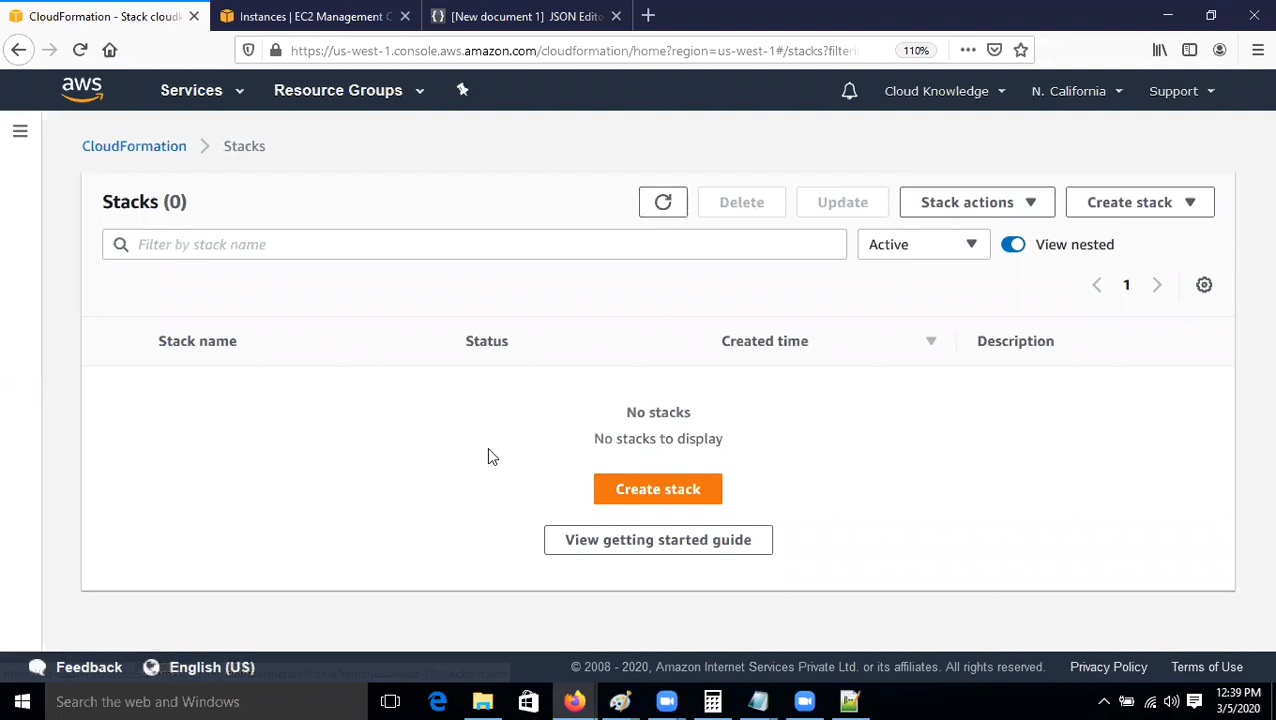 CloudFormation - Stack cloud
Instances | EC2 Management C
[New document 1] JSON Edito
https://us-west-1.console.aws.amazon.com/cloudformation/home?region=us-west-1#/stacks?filteri
110%
aws
Services
Resource Groups
Cloud Knowledge
N. California
Support
CloudFormation
Stacks
Stacks (0)
Delete
Update
Stack actions
Create stack
Filter by stack name
Active
View nested
1
Stack name
Status
Created time
Description
No stacks
No stacks to display
Create stack
View getting started guide
Feedback
English (US)
© 2008 - 2020, Amazon Internet Services Private Ltd. or its affiliates. All rights reserved.
Privacy Policy
Terms of Use
Search the web and Windows
12:39 PM
3/5/2020